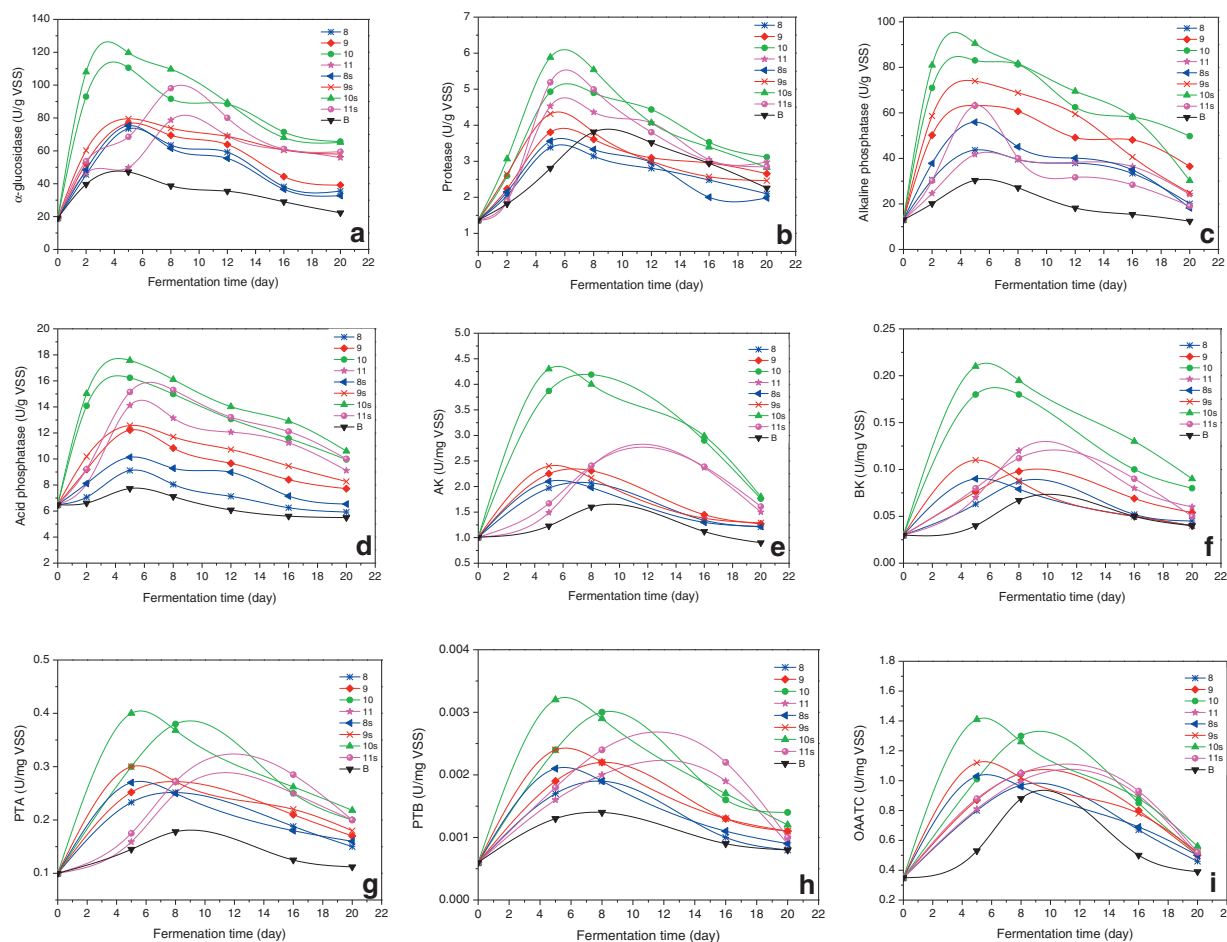 α-glucosidase (U/g VSS)
140
120
100
80
60
40
20
0
0 2 4 6 8 10 12 14 16 18 20 22
Fermentation time (day)
8
9
10
11
8s
9s
10s
11s
B
a
Protease (U/g VSS)
7
6
5
4
3
2
1
0 2 4 6 8 10 12 14 16 18 20 22
Fermentation time (day)
8
9
10
11
8s
9s
10s
11s
B
b
Alkaline phosphatase (U/g VSS)
100
80
60
40
20
0
0 2 4 6 8 10 12 14 16 18 20 22
Fermentation time (day)
8
9
10
11
8s
9s
10s
11s
B
c
Acid phosphatase (U/g VSS)
20
18
16
14
12
10
8
6
4
2
0 2 4 6 8 10 12 14 16 18 20 22
Fermentation time (day)
8
9
10
11
8s
9s
10s
11s
B
d
AK (U/mg VSS)
5.0
4.5
4.0
3.5
3.0
2.5
2.0
1.5
1.0
0.5
0 2 4 6 8 10 12 14 16 18 20 22
Fermentation time (day)
8
9
10
11
8s
9s
10s
11s
B
e
BK (U/mg VSS)
0.25
0.20
0.15
0.10
0.05
0.00
0 2 4 6 8 10 12 14 16 18 20 22
Fermentatio time (day)
8
9
10
11
8s
9s
10s
11s
B
f
PTA (U/mg VSS)
0.5
0.4
0.3
0.2
0.1
0 2 4 6 8 10 12 14 16 18 20 22
Fermentation time (day)
8
9
10
11
8s
9s
10s
11s
B
g
PTB (U/mg VSS)
0.004
0.003
0.002
0.001
0.000
0 2 4 6 8 10 12 14 16 18 20 22
Fermentation time (day)
8
9
10
11
8s
9s
10s
11s
B
h
OAATC (U/mg VSS)
1.8
1.6
1.4
1.2
1.0
0.8
0.6
0.4
0.2
0 2 4 6 8 10 12 14 16 18 20
Fermentation time (day)
8
9
10
11
8s
9s
10s
11s
B
i